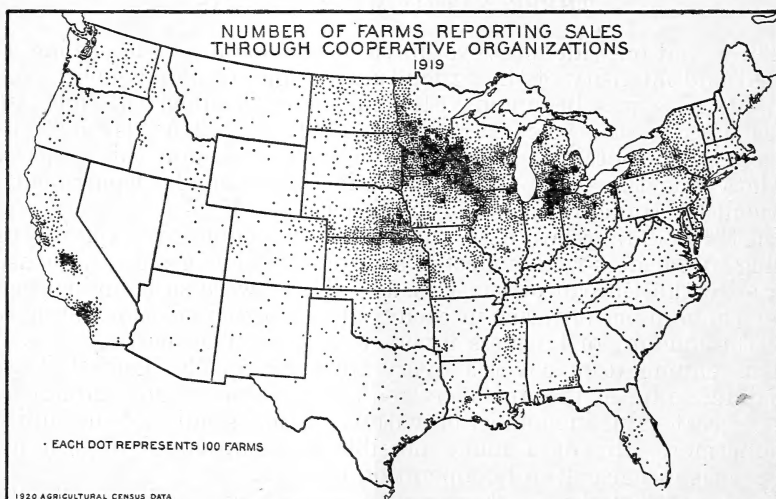 NUMBER OF FARMS REPORTING SALES
THROUGH COOPERATIVE ORGANIZATIONS
1919
• EACH DOT REPRESENTS 100 FARMS
1920 AGRICULTURAL CENSUS DATA